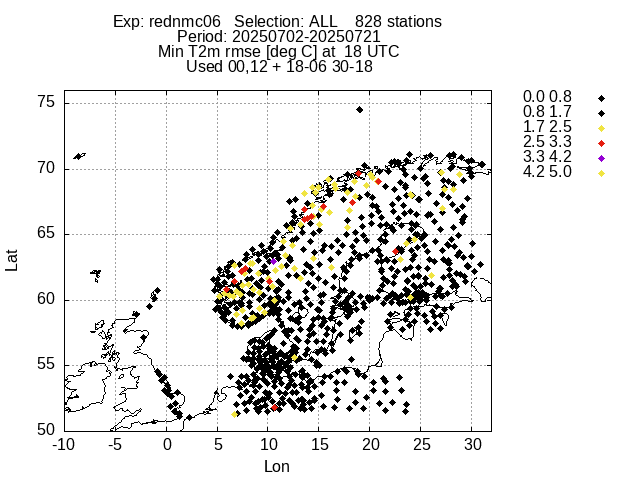 Exp: rednmc06   Selection: ALL    828 stations
Period: 20250702-20250721
Min T2m rmse [deg C] at  18 UTC
Used 00,12 + 18-06 30-18
0.0 0.8
0.8 1.7
1.7 2.5
2.5 3.3
3.3 4.2
4.2 5.0
75
70
65
60
55
50
Lat
-10 -5 0 5 10 15 20 25 30
Lon